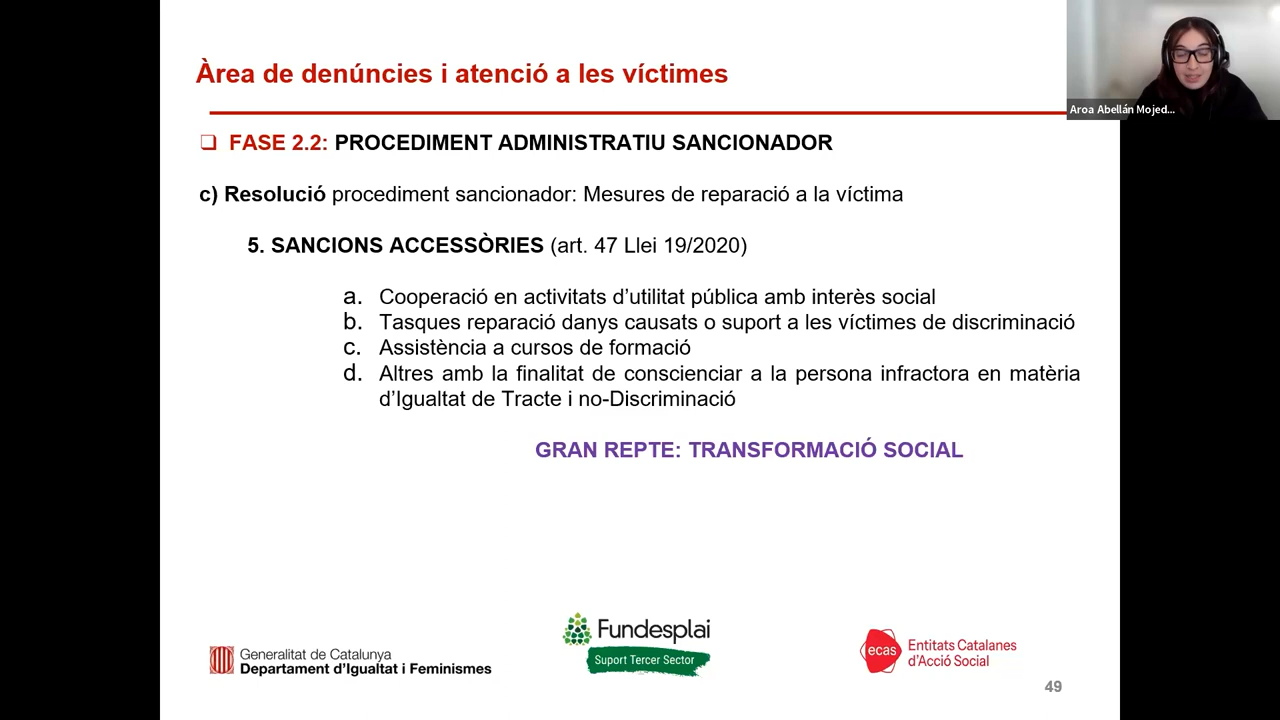 Àrea de denúncies i atenció a les víctimes
Aroa Abellán Mojed...
❑ FASE 2.2: PROCEDIMENT ADMINISTRATIU SANCIONADOR
c) Resolució procediment sancionador: Mesures de reparació a la víctima
5. SANCIONS ACCESSÒRIES (art. 47 Llei 19/2020)
a. Cooperació en activitats d’utilitat pública amb interès social
b. Tasques reparació danys causats o suport a les víctimes de discriminació
c. Assistència a cursos de formació
d. Altres amb la finalitat de conscienciar a la persona infractora en matèria
d’Igualtat de Tracte i no-Discriminació
GRAN REPTE: TRANSFORMACIÓ SOCIAL
Generalitat de Catalunya
Departament d’Igualtat i Feminismes
Fundesplai
Suport Tercer Sector
ecas
Entitats Catalanes
d’Acció Social
49